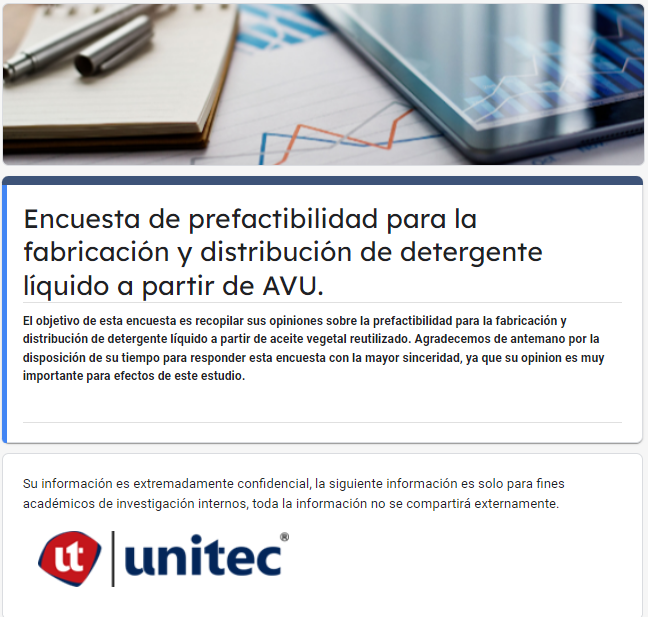 Encuesta de prefactibilidad para la
fabricación y distribución de detergente
líquido a partir de AVU.
El objetivo de esta encuesta es recopilar sus opiniones sobre la prefactibilidad para la fabricación y
distribución de detergente líquido a partir de aceite vegetal reutilizado. Agradecemos de antemano por la
disposición de su tiempo para responder esta encuesta con la mayor sinceridad, ya que su opinion es muy
importante para efectos de este estudio.
Su información es extremadamente confidencial, la siguiente información es solo para fines
académicos de investigación internos, toda la información no se compartirá externamente.
ut unitec®